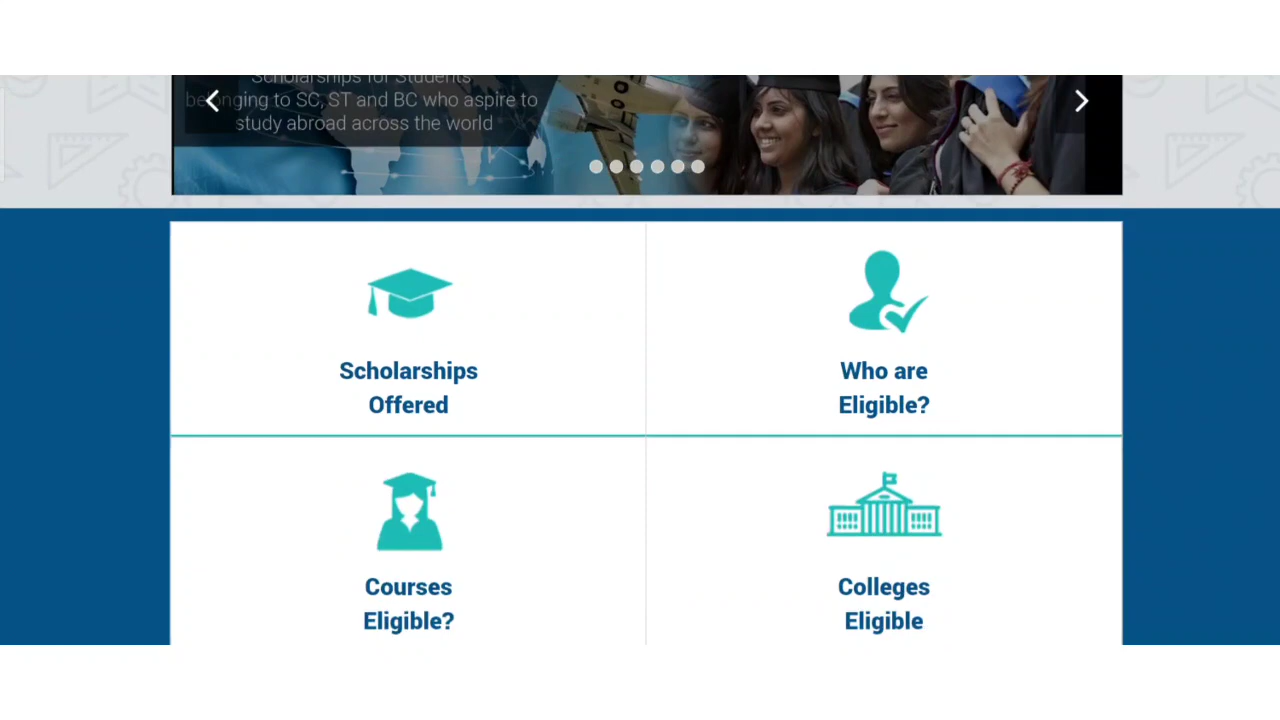 Scholarships for Students
belonging to SC, ST and BC who aspire to
study abroad across the world
Scholarships
Offered
Who are
Eligible?
Courses
Eligible?
Colleges
Eligible